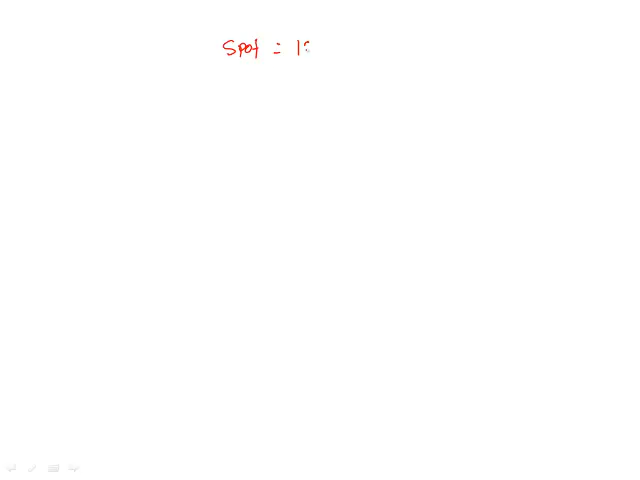 Spot = 1